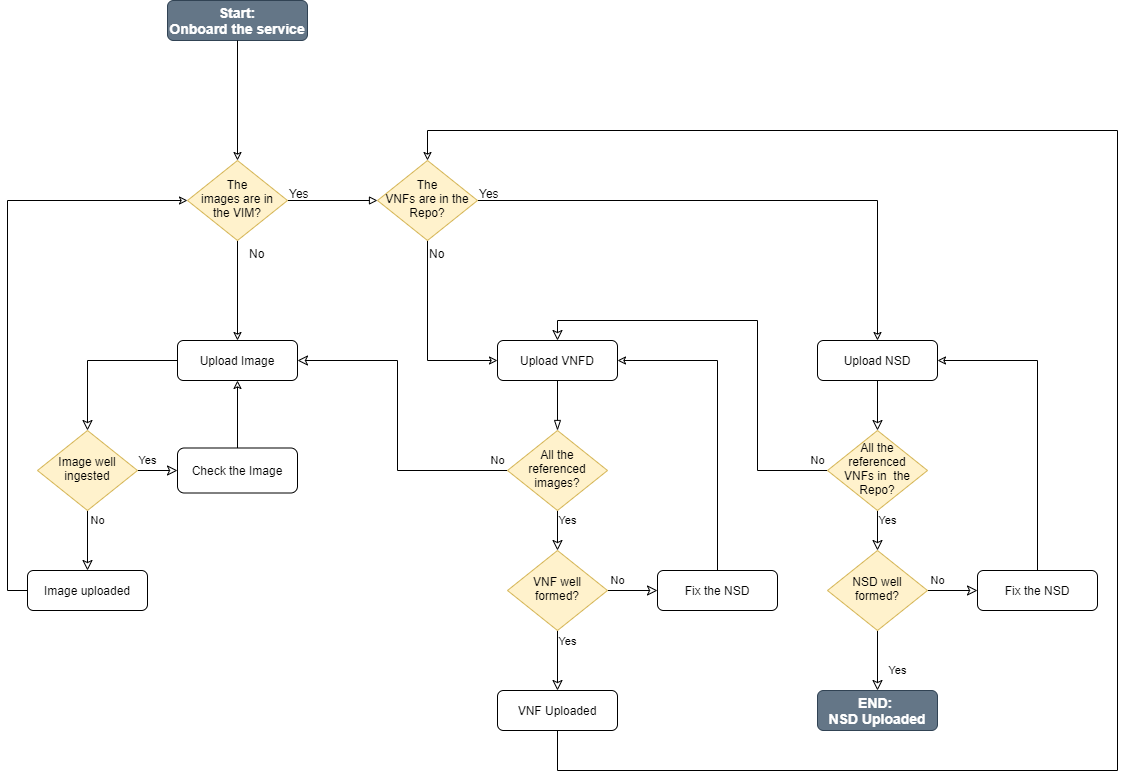 Start:
Onboard the service
The
images are in
the VIM?
Yes
The
VNFs are in the
Repo?
Yes
No
No
Upload Image
Upload VNFD
Upload NSD
Image well
ingested
Yes
Check the Image
No
All the
referenced
images?
No
All the
referenced
VNFs in the
Repo?
No
Yes
Yes
Image uploaded
VNF well
formed?
No
Fix the NSD
NSD well
formed?
No
Fix the NSD
Yes
Yes
VNF Uploaded
END:
NSD Uploaded